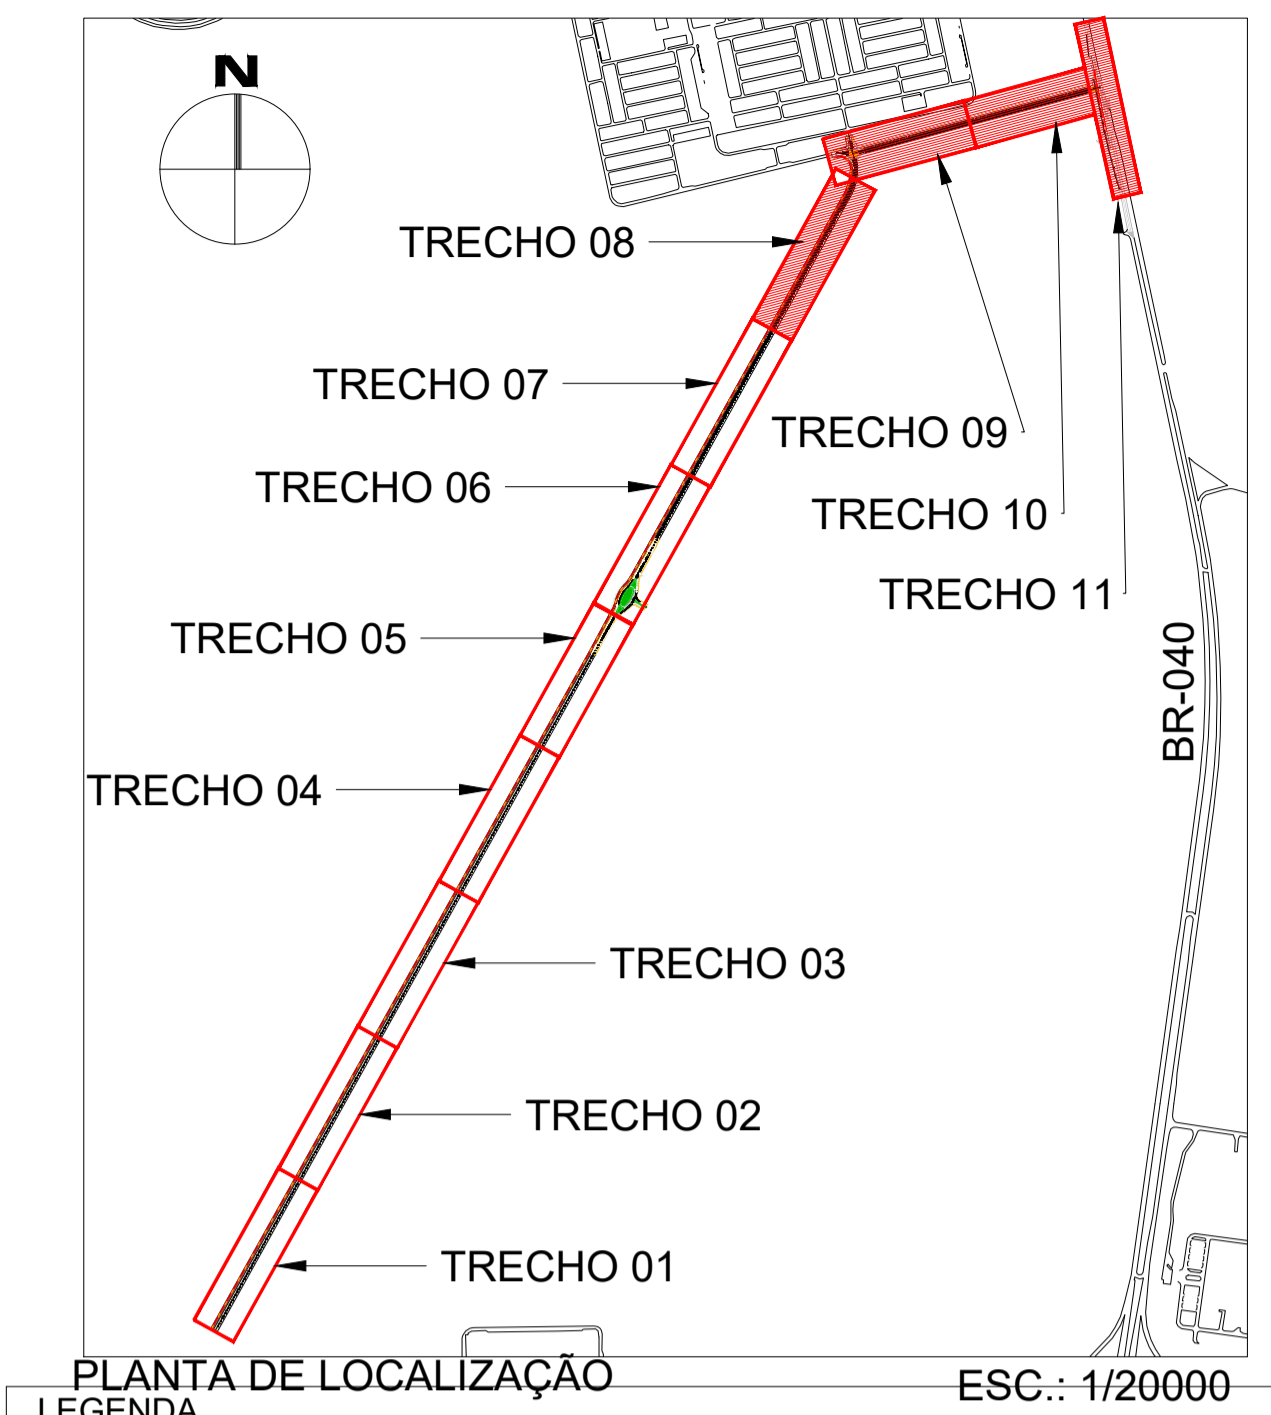 N
TRECHO 08
TRECHO 07
TRECHO 09
TRECHO 06
TRECHO 10
TRECHO 11
TRECHO 05
BR-040
TRECHO 04
TRECHO 03
TRECHO 02
TRECHO 01
PLANTA DE LOCALIZAÇÃO
ESC.: 1/20000
LEGENDA